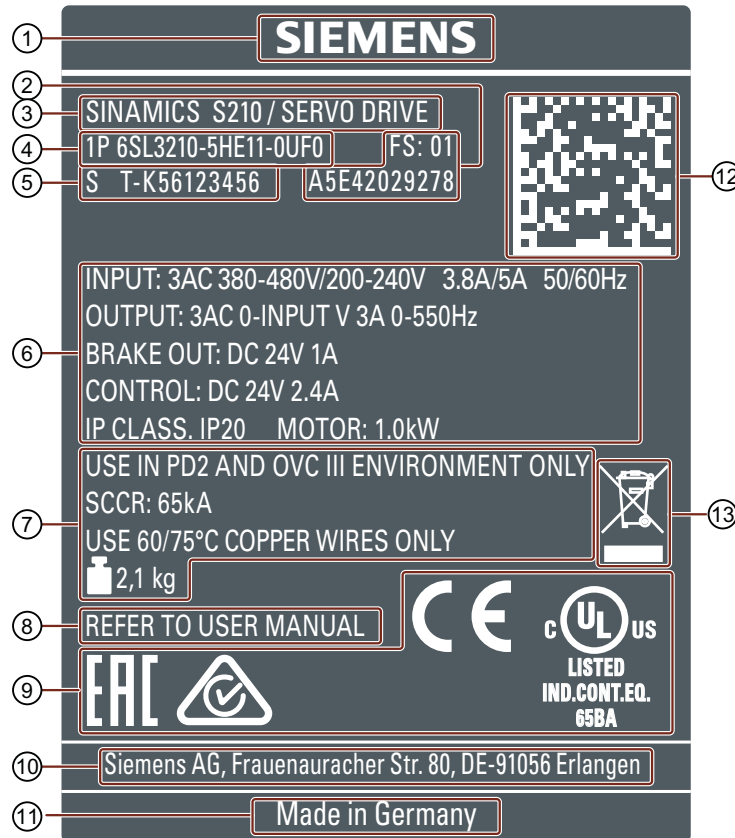 ① SIEMENS
②
③ SINAMICS S210 / SERVO DRIVE
④ 1P 6SL3210-5HE11-0UF0 FS: 01
⑤ S T-K56123456 A5E42029278
⑫
⑥
INPUT: 3AC 380-480V/200-240V 3.8A/5A 50/60Hz
OUTPUT: 3AC 0-INPUT V 3A 0-550Hz
BRAKE OUT: DC 24V 1A
CONTROL: DC 24V 2.4A
IP CLASS. IP20 MOTOR: 1.0kW
⑦
USE IN PD2 AND OVC III ENVIRONMENT ONLY
SCCR: 65kA
USE 60/75°C COPPER WIRES ONLY
2,1 kg
⑬
⑧ REFER TO USER MANUAL
⑨
CE
C UL US
LISTED
IND.CONT.EQ.
65BA
EAC
⑩ Siemens AG, Frauenauracher Str. 80, DE-91056 Erlangen
⑪ Made in Germany